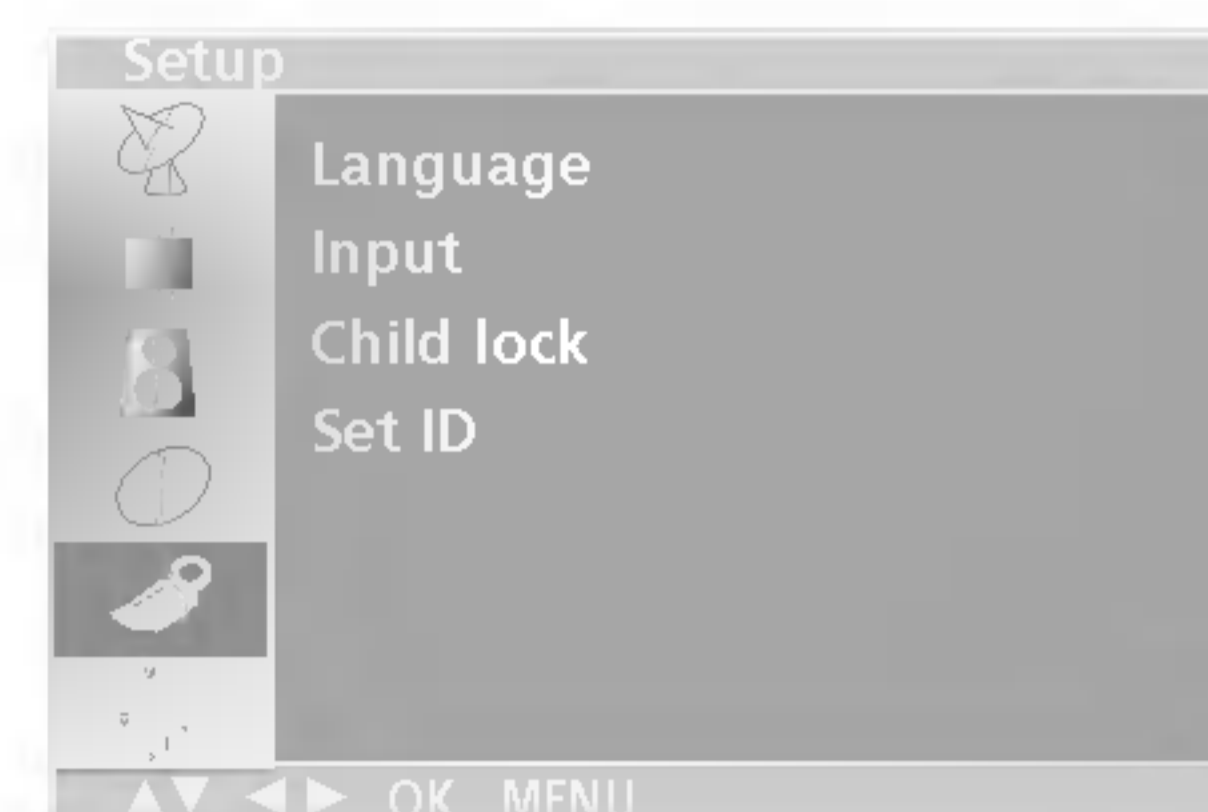 Setup
Language
Input
Child lock
Set ID
▲▼ ◀▶ OK MENU